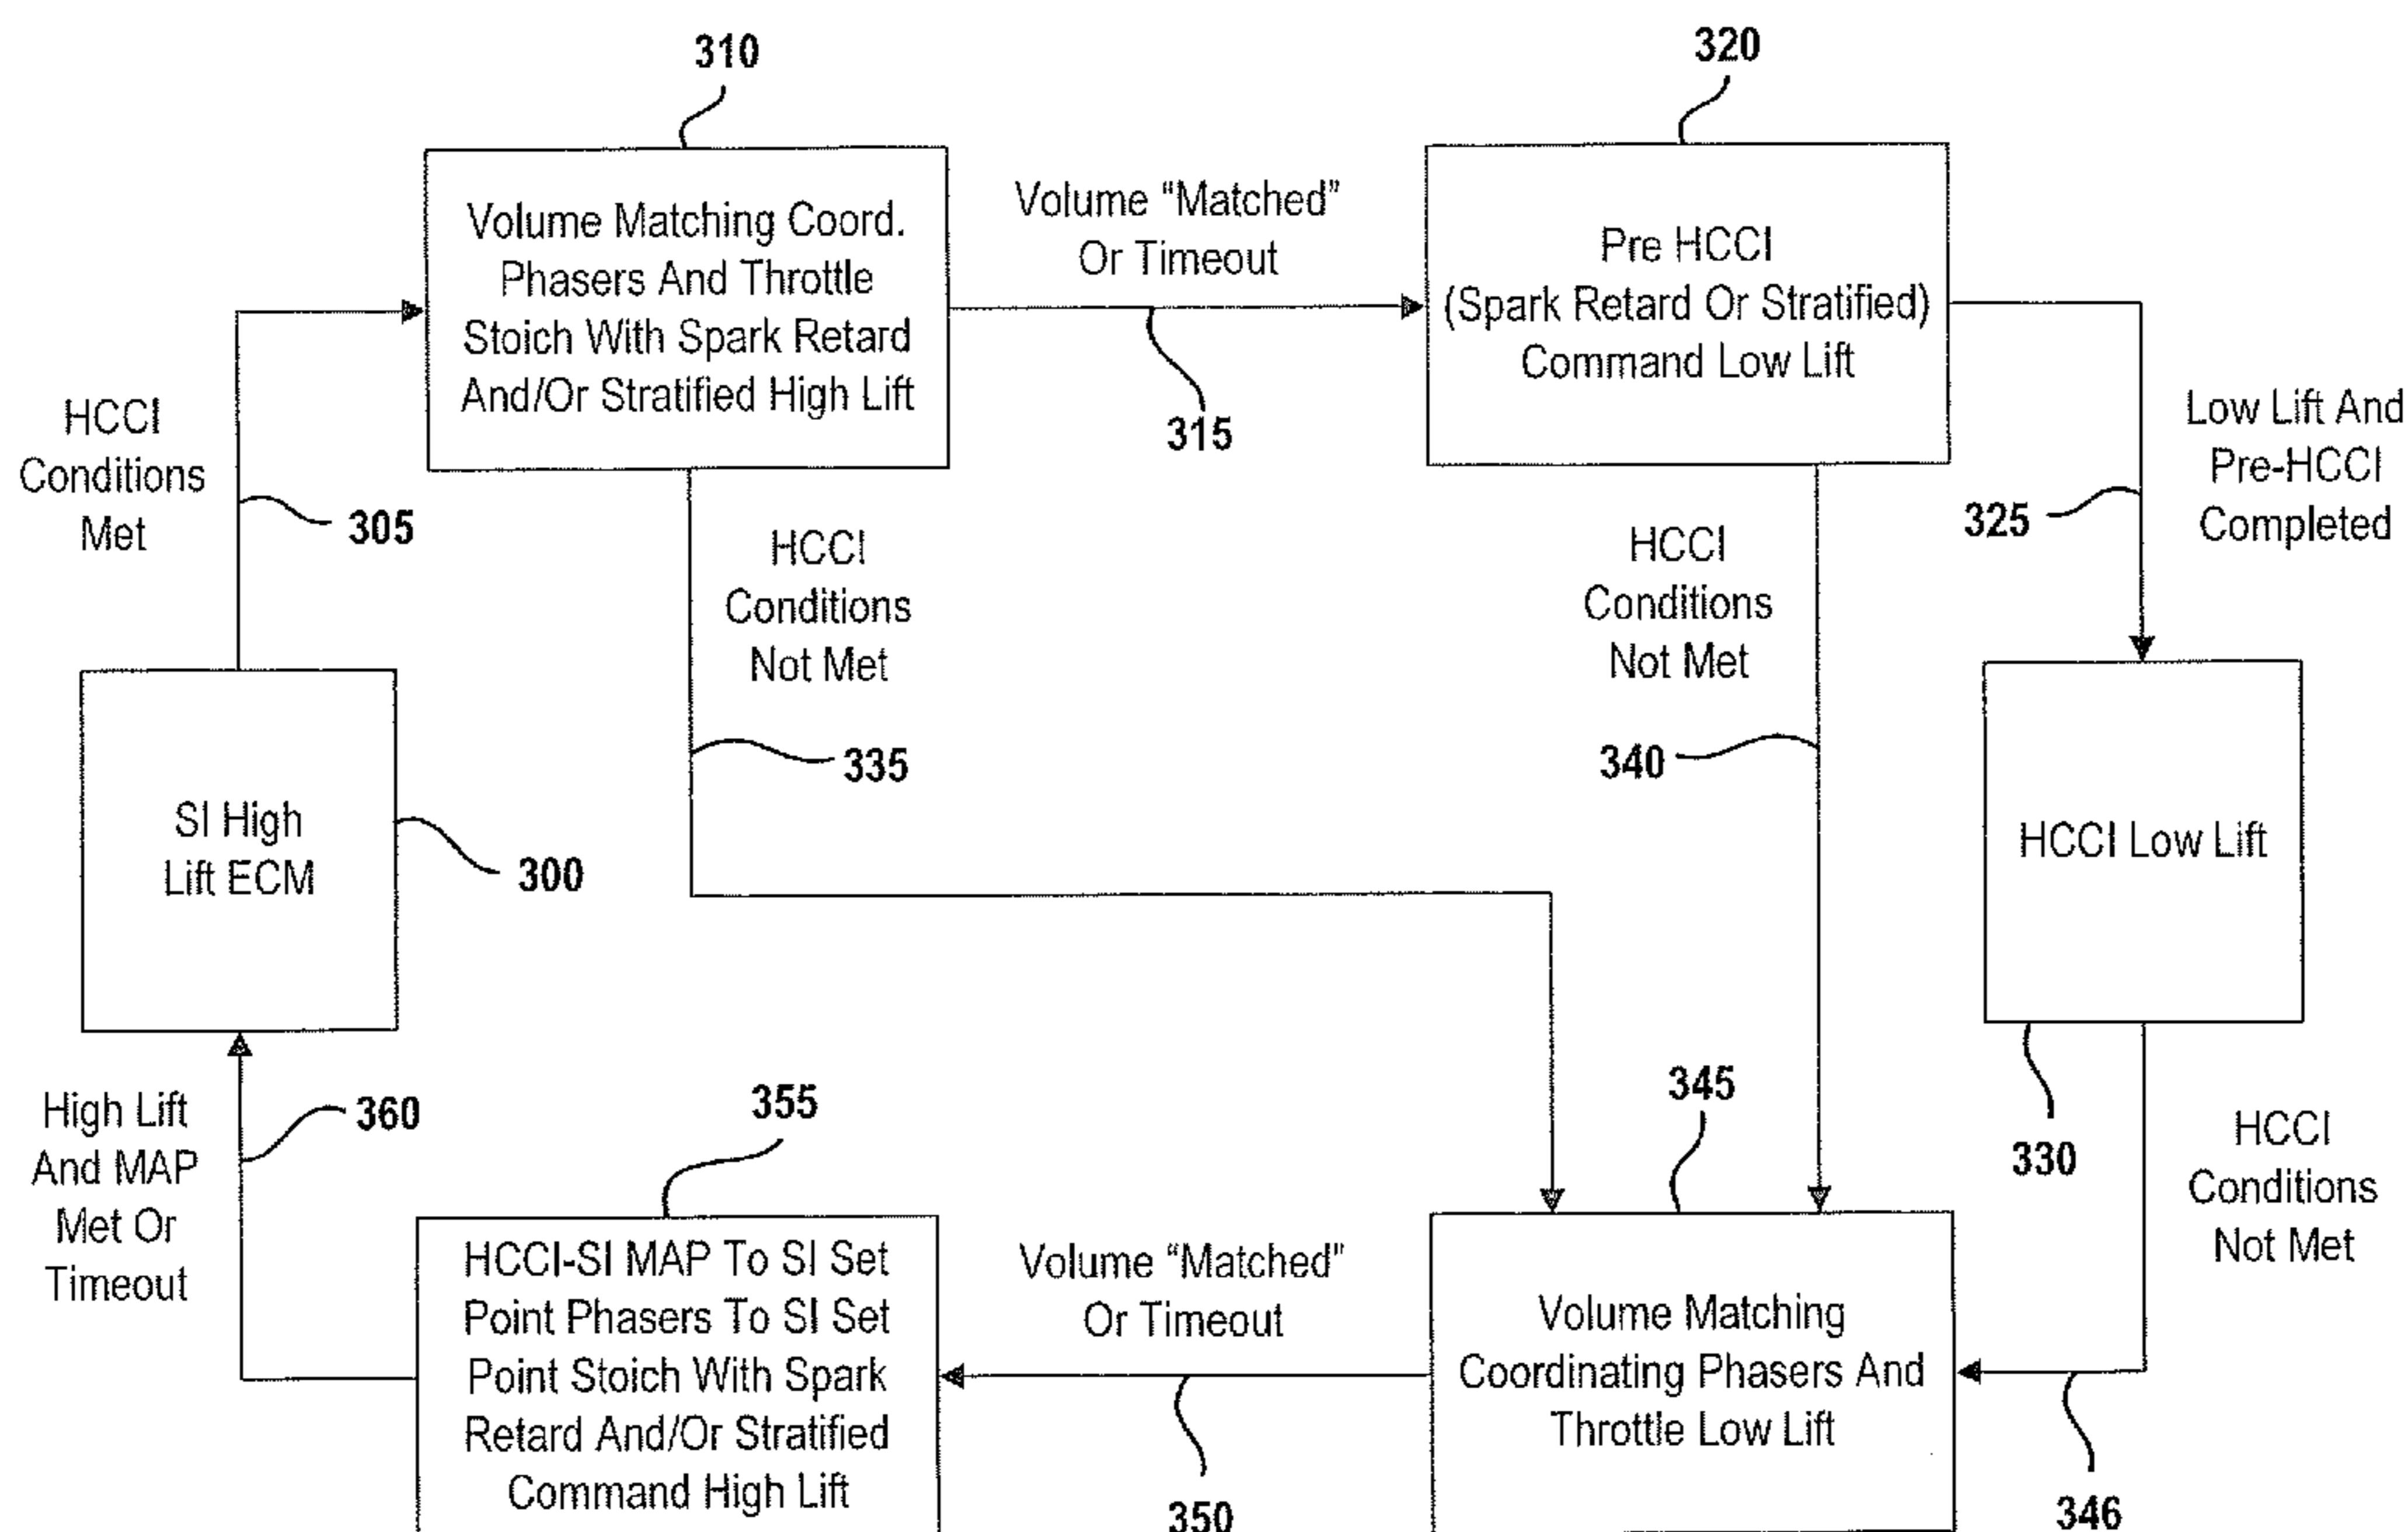 310
320
Volume Matching Coord.
Phasers And Throttle
Stoich With Spark Retard
And/Or Stratified High Lift
Volume “Matched”
Or Timeout
315
Pre HCCI
(Spark Retard Or Stratified)
Command Low Lift
HCCI
Conditions
Met
305
Low Lift And
Pre-HCCI
Completed
325
HCCI
Conditions
Not Met
335
HCCI
Conditions
Not Met
340
SI High
Lift ECM
300
HCCI Low Lift
330
High Lift
And MAP
Met Or
Timeout
360
355
345
HCCI
Conditions
Not Met
346
HCCI-SI MAP To SI Set
Point Phasers To SI Set
Point Stoich With Spark
Retard And/Or Stratified
Command High Lift
Volume “Matched”
Or Timeout
350
Volume Matching
Coordinating Phasers And
Throttle Low Lift